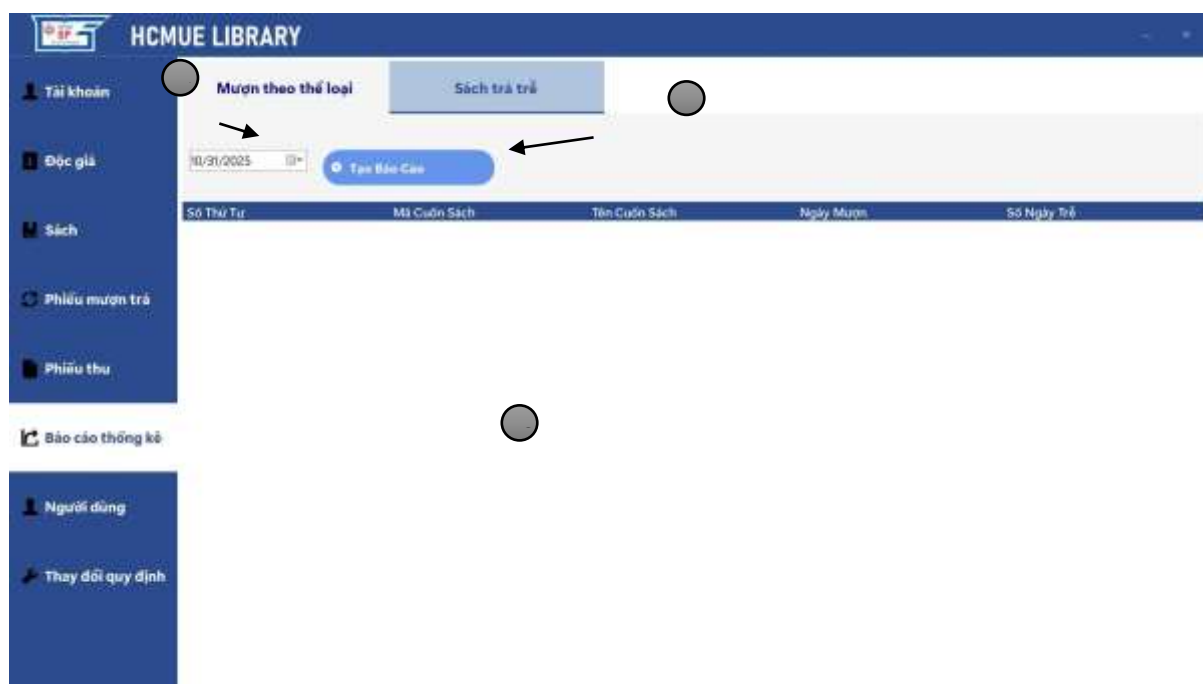 HCMUE LIBRARY
Tài khoản
Mượn theo thể loại
Sách trả trễ
Độc giả
10/31/2025
Tạo Báo Cáo
Số Thứ Tự
Mã Cuốn Sách
Tên Cuốn Sách
Ngày Mượn
Số Ngày Trễ
Sách
Phiếu mượn trả
Phiếu thu
Báo cáo thống kê
Người dùng
Thay đổi quy định